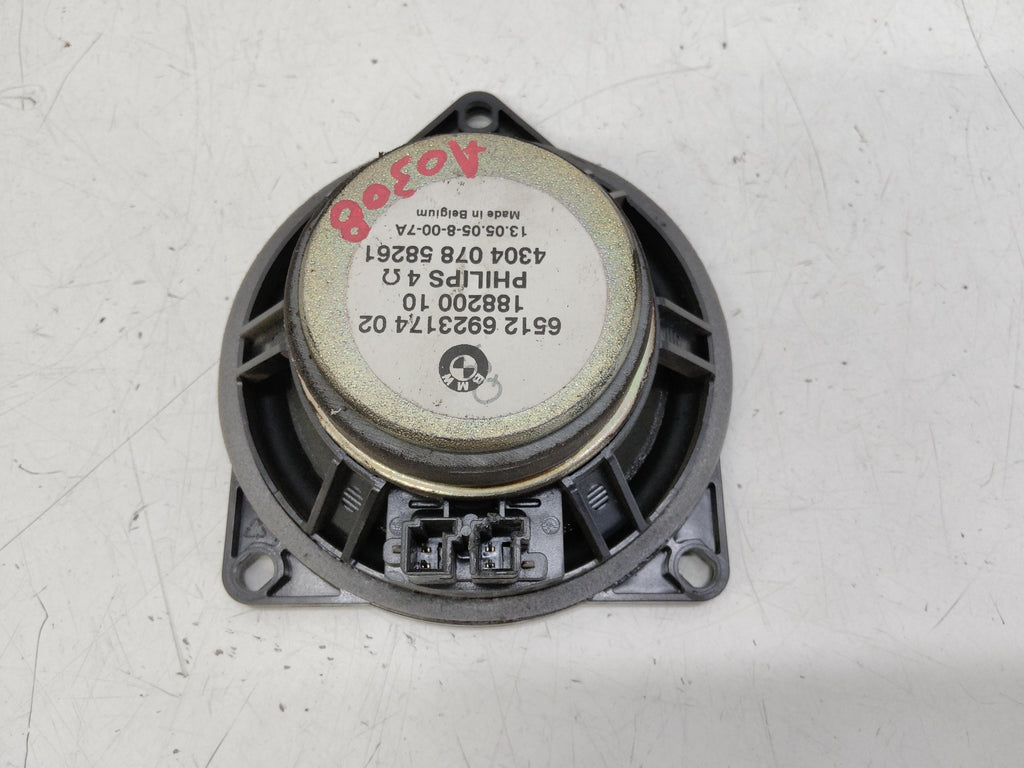 BMW
6512 6923174 02
188200 10
PHILIPS 4 Ω
4304 078 58261
13.05.05-8-00-7A
Made in Belgium
A0308